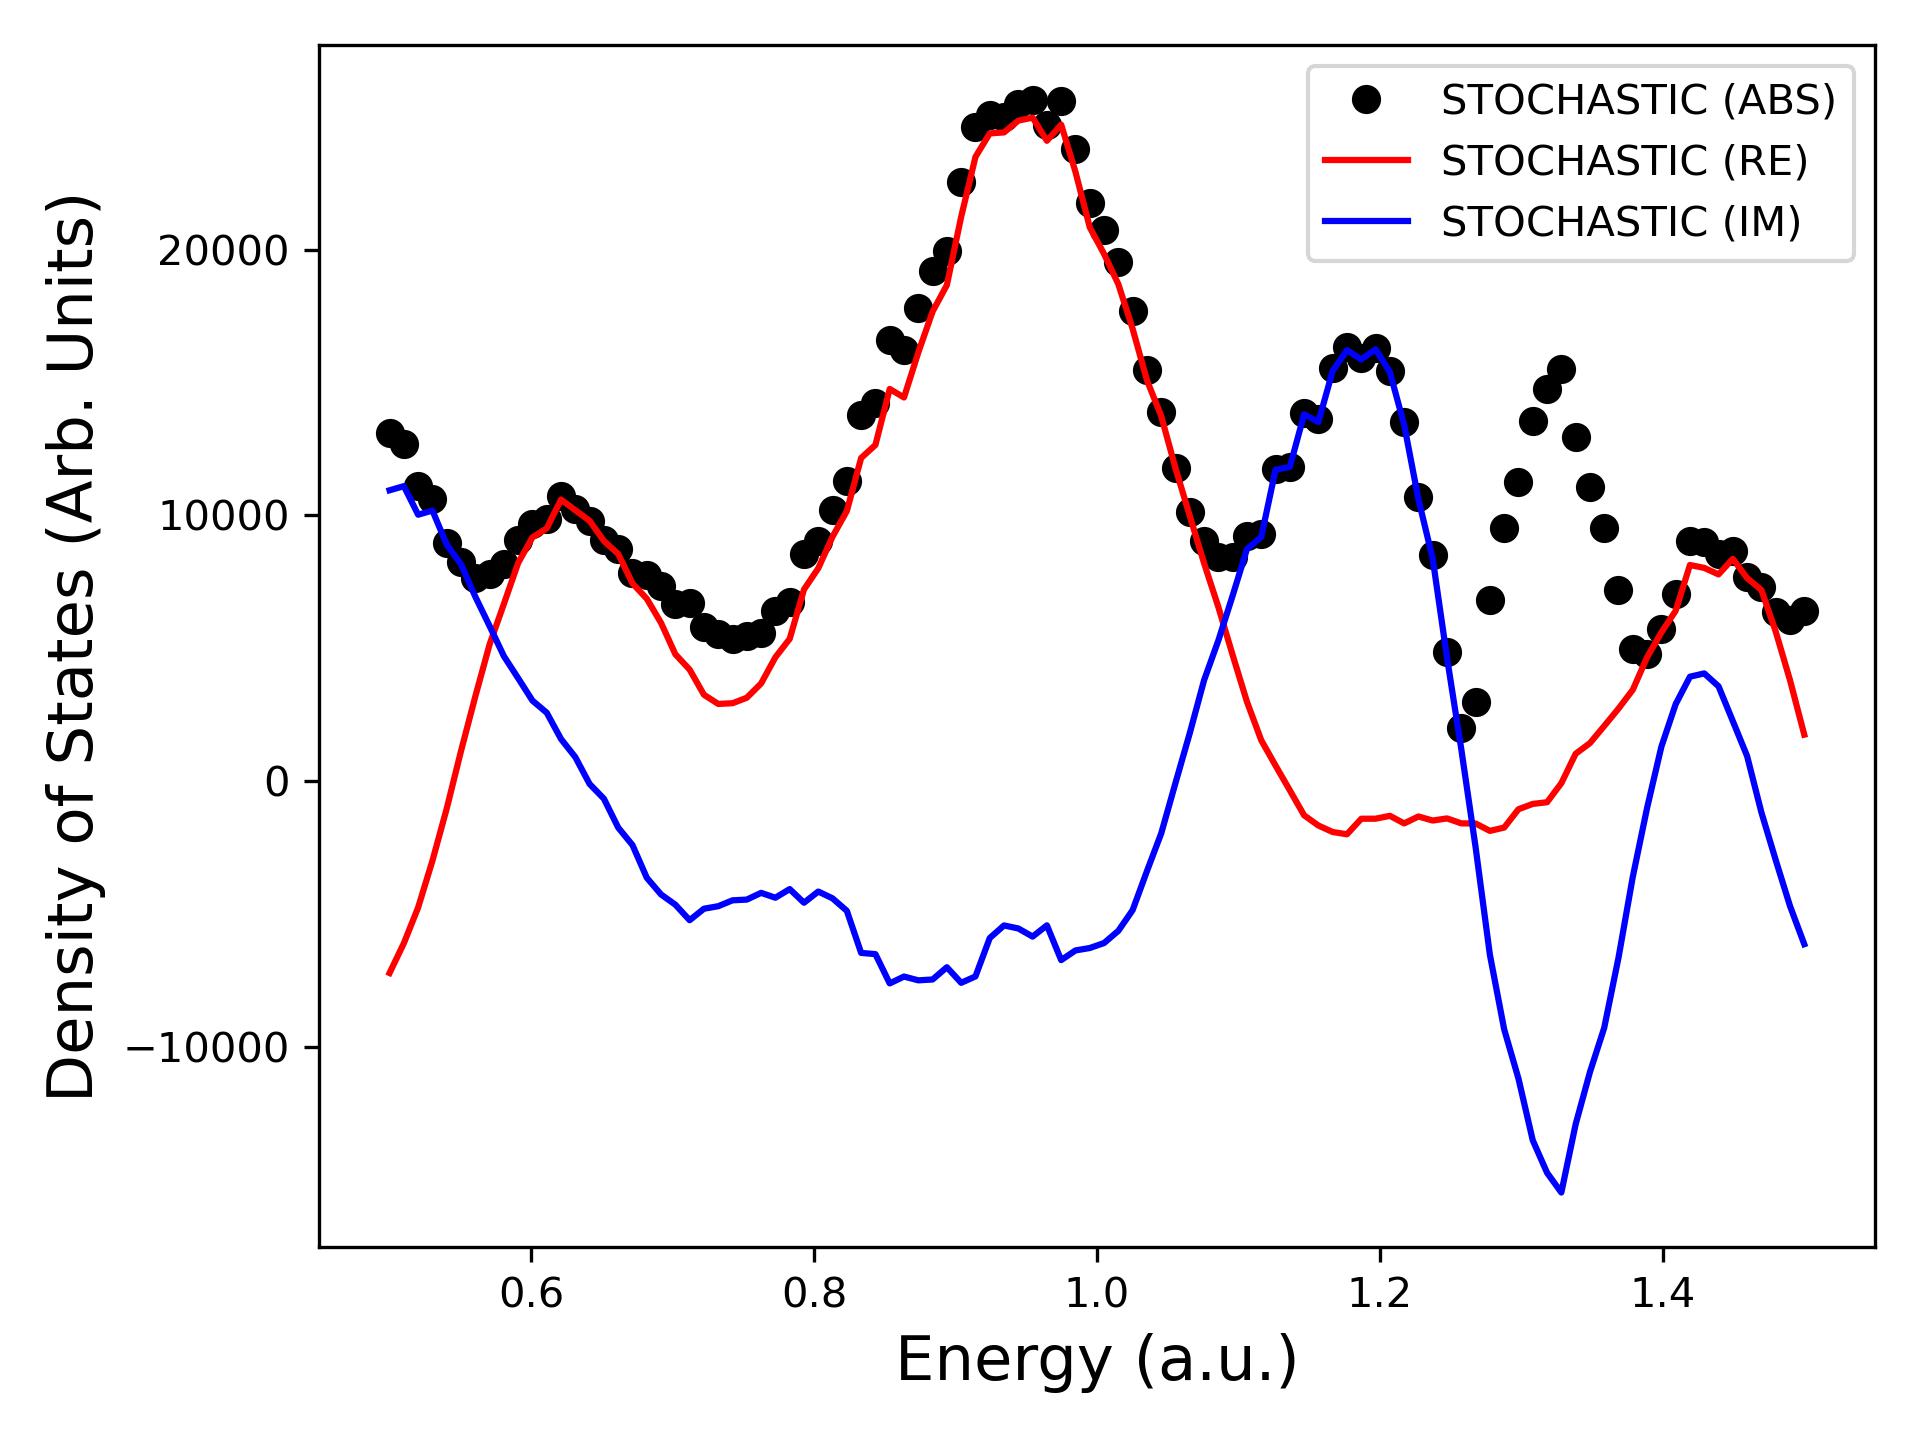 STOCHASTIC (ABS)
STOCHASTIC (RE)
STOCHASTIC (IM)
Density of States (Arb. Units)
20000
10000
0
−10000
0.6 0.8 1.0 1.2 1.4
Energy (a.u.)